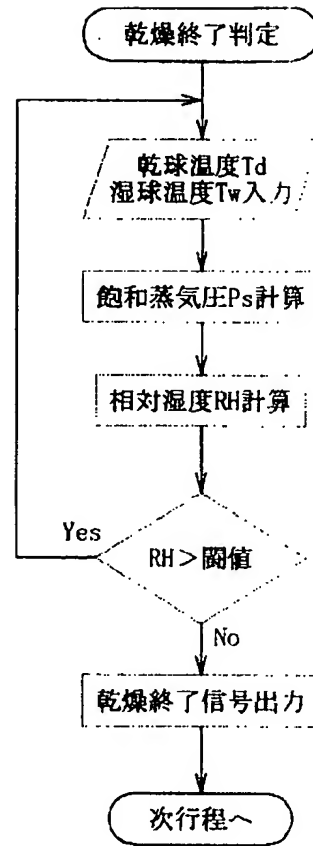 乾燥終了判定
乾球温度Td
湿球温度Tw入力
飽和蒸気圧Ps計算
相対湿度RH計算
Yes
RH＞閾値
No
乾燥終了信号出力
次行程へ